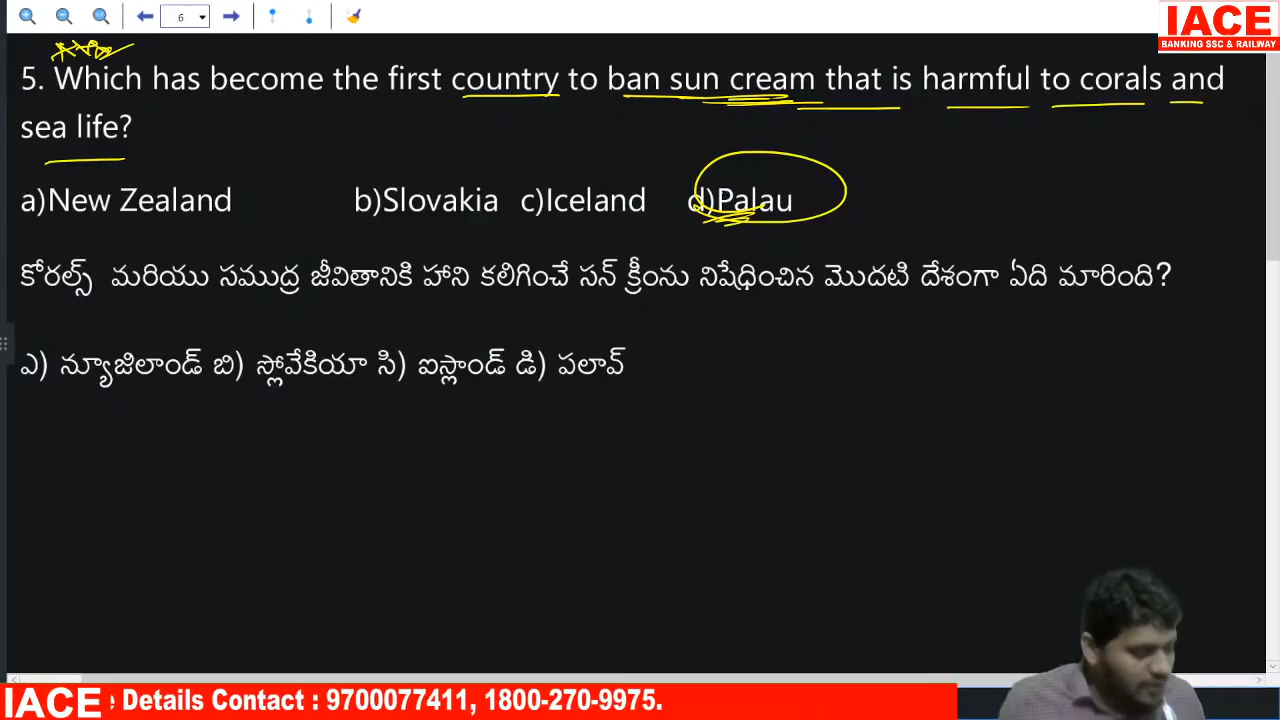 6
IACE
BANKING SSC & RAILWAY
5. Which has become the first country to ban sun cream that is harmful to corals and
sea life?
a)New Zealand b)Slovakia c)Iceland d)Palau
కోరల్స్ మరియు సముద్ర జీవితానికి హాని కలిగించే సన్ క్రీంను నిషేధించిన మొదటి దేశంగా ఏది మారింది?
ఎ) న్యూజిలాండ్ బి) స్లోవేకియా సి) ఐస్లాండ్ డి) పలావ్
IACE Details Contact : 9700077411, 1800-270-9975.